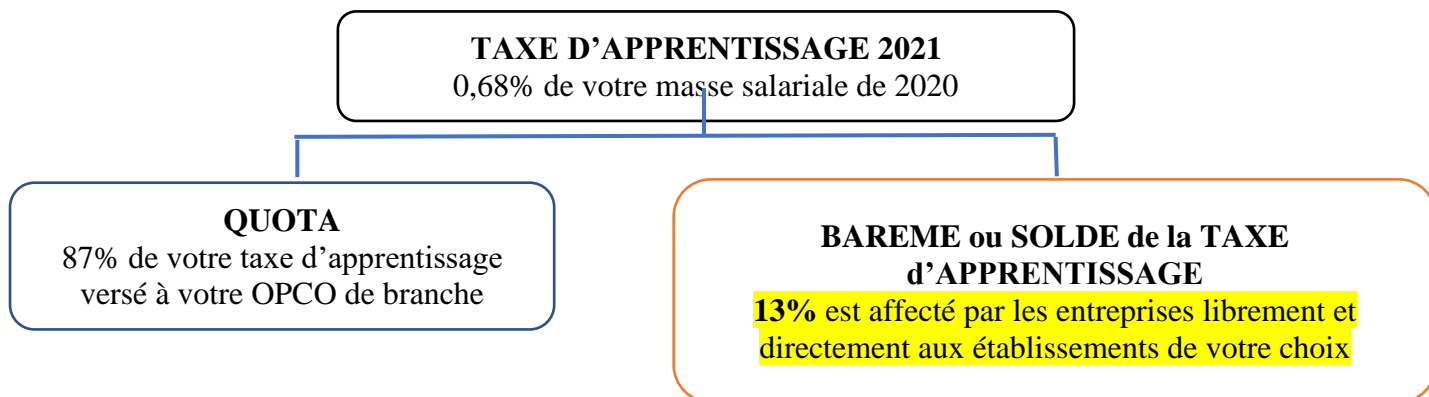 TAXE D’APPRENTISSAGE 2021
0,68% de votre masse salariale de 2020
QUOTA
87% de votre taxe d’apprentissage
versé à votre OPCO de branche
BAREME ou SOLDE de la TAXE
d’APPRENTISSAGE
13% est affecté par les entreprises librement et
directement aux établissements de votre choix